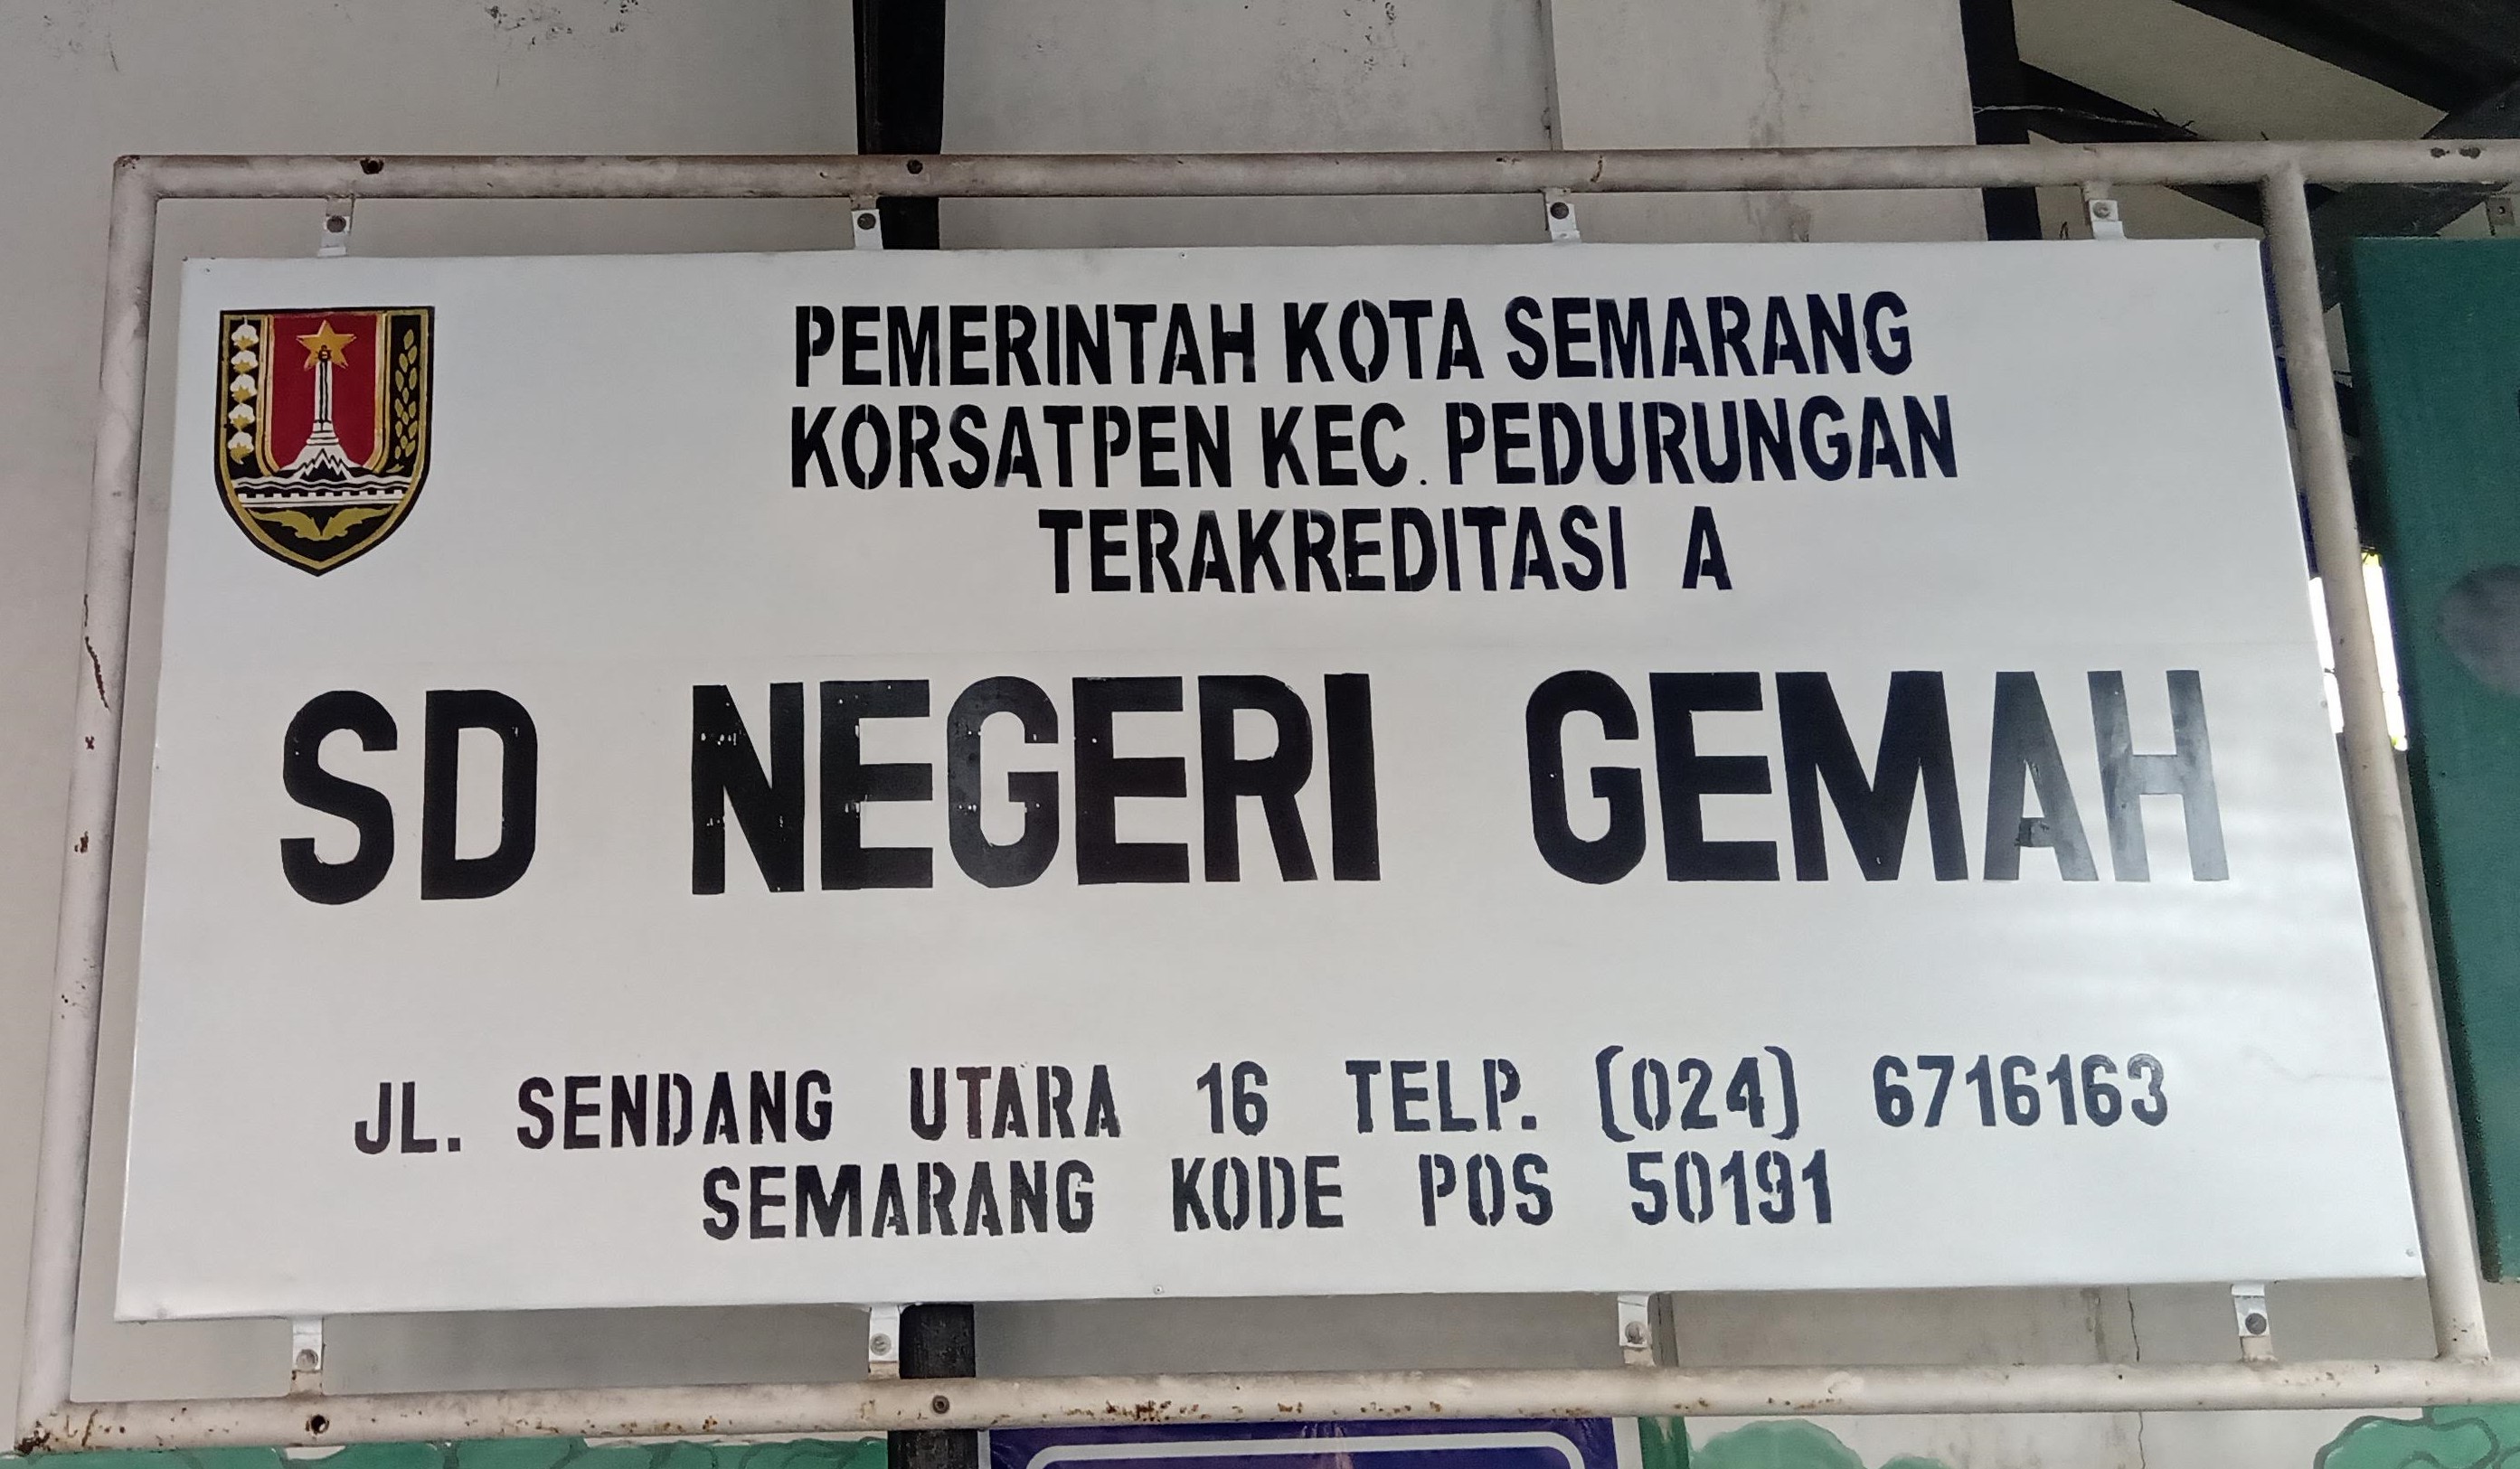 PEMERINTAH KOTA SEMARANG
KORSATPEN KEC. PEDURUNGAN
TERAKREDITASI A
SD NEGERI GEMAH
JL. SENDANG UTARA 16 TELP. (024) 6716163
SEMARANG KODE POS 50191